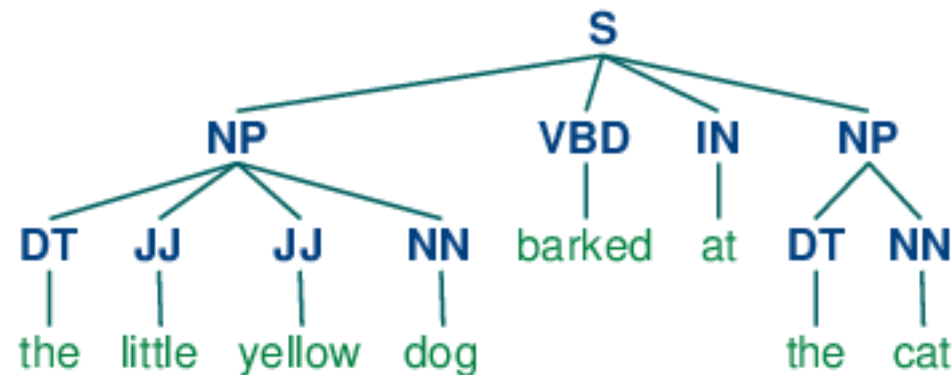 S
NP VBD IN NP
DT JJ JJ NN barked at DT NN
the little yellow dog the cat